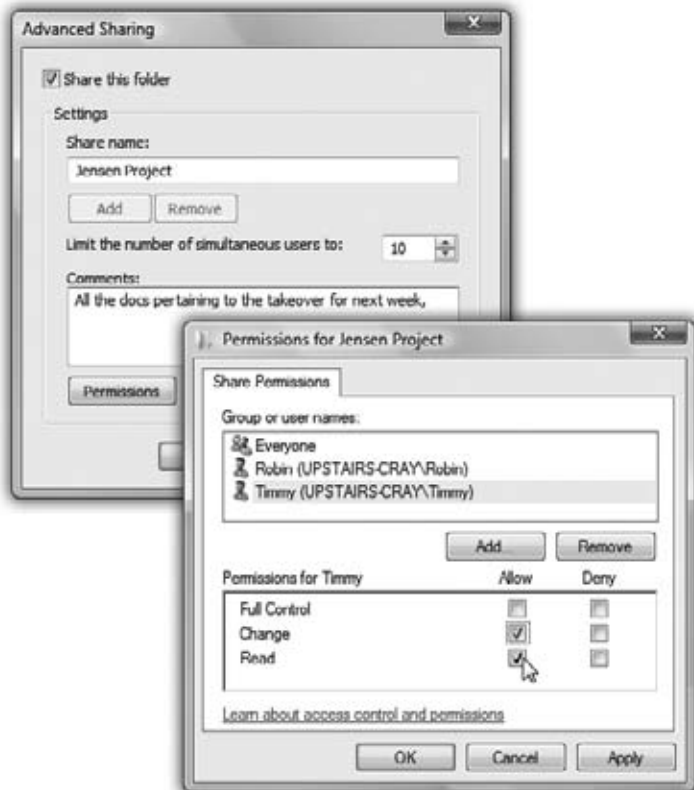 Advanced Sharing
Share this folder
Settings
Share name:
Jensen Project
Add Remove
Limit the number of simultaneous users to: 10
Comments:
All the docs pertaining to the takeover for next week,
Permissions
Permissions for Jensen Project
Share Permissions
Group or user names:
Everyone
Robin (UPSTAIRS-CRAY\Robin)
Timmy (UPSTAIRS-CRAY\Timmy)
Add... Remove
Permissions for Timmy Allow Deny
Full Control
Change
Read
Learn about access control and permissions
OK Cancel Apply